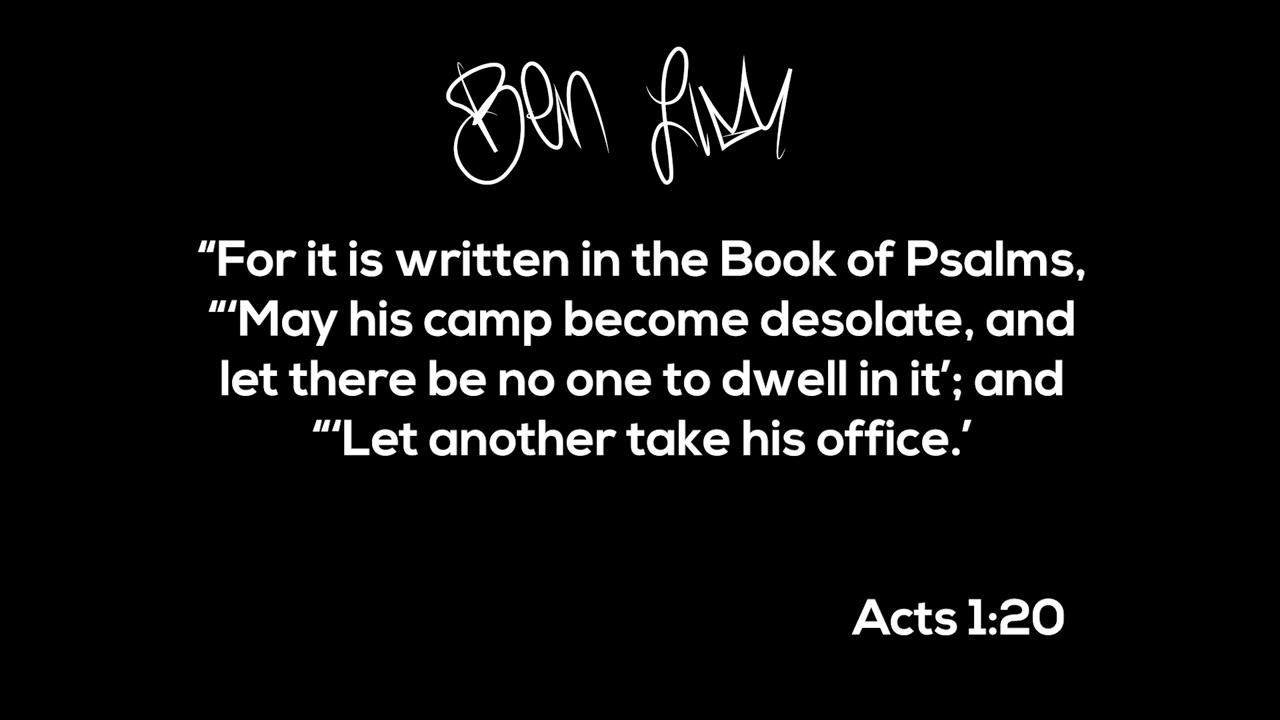 Ben
“For it is written in the Book of Psalms,
“‘May his camp become desolate, and
let there be no one to dwell in it’; and
“‘Let another take his office.’
Acts 1:20